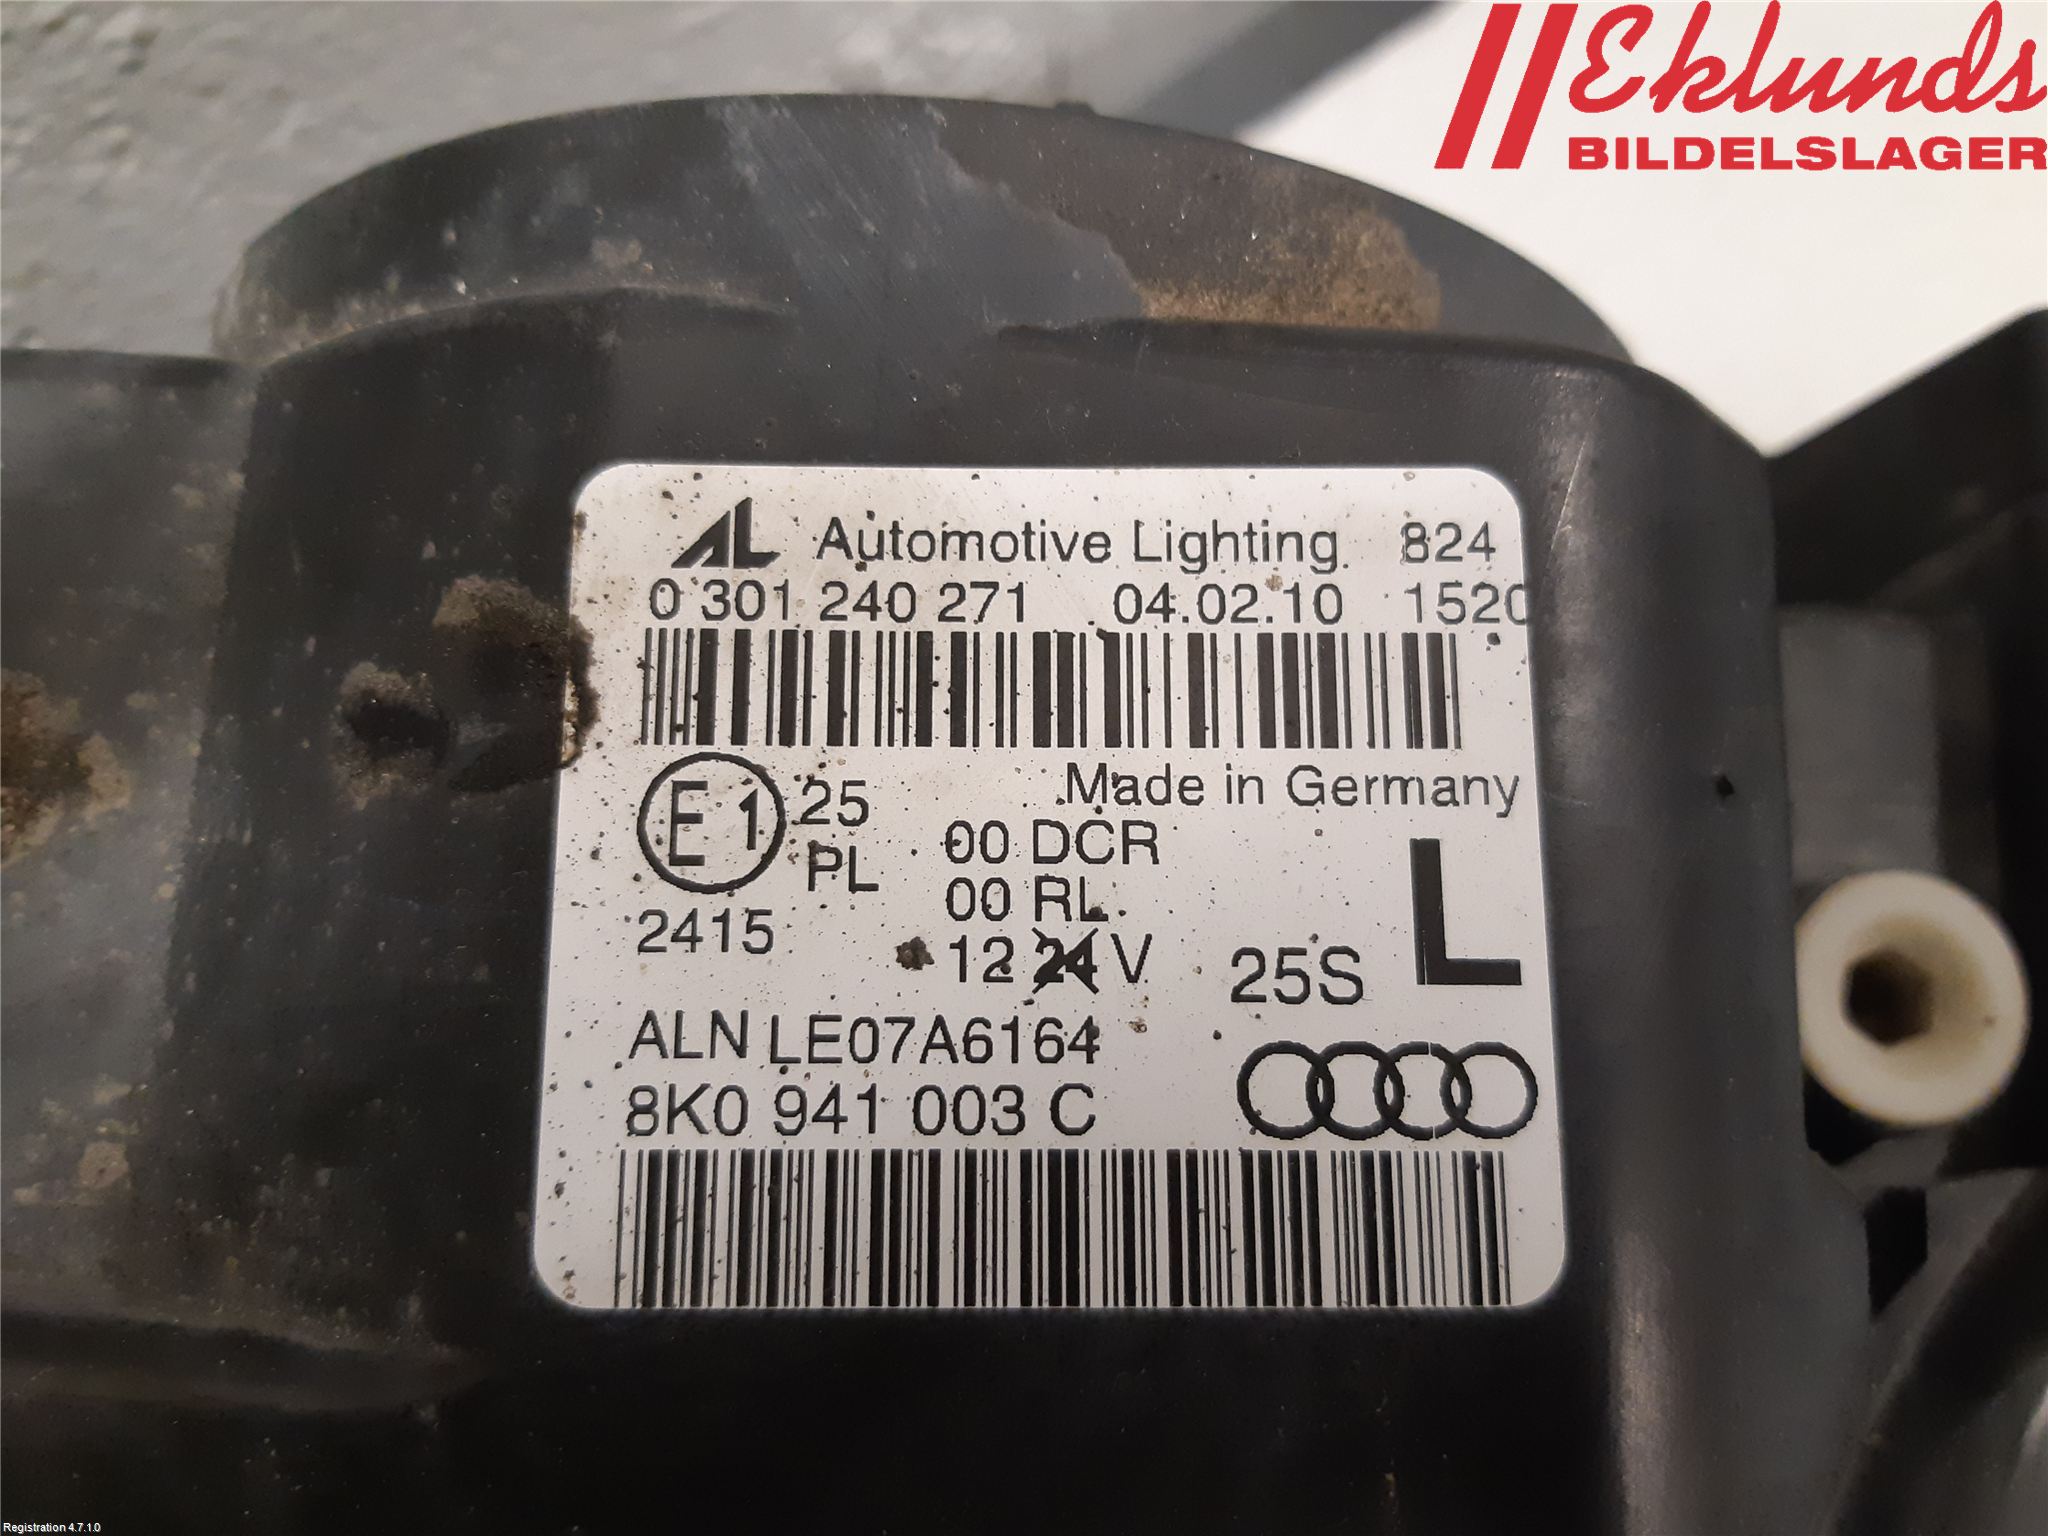 Eklunds
BILDELSLAGER
AL Automotive Lighting 824
0 301 240 271 04.02.10 1520
Made in Germany
E1 25
PL
2415
00 DCR
00 RL
12 24 V
25S
L
ALN LE07A6164
8K0 941 003 C
Registration 4.7.1.0